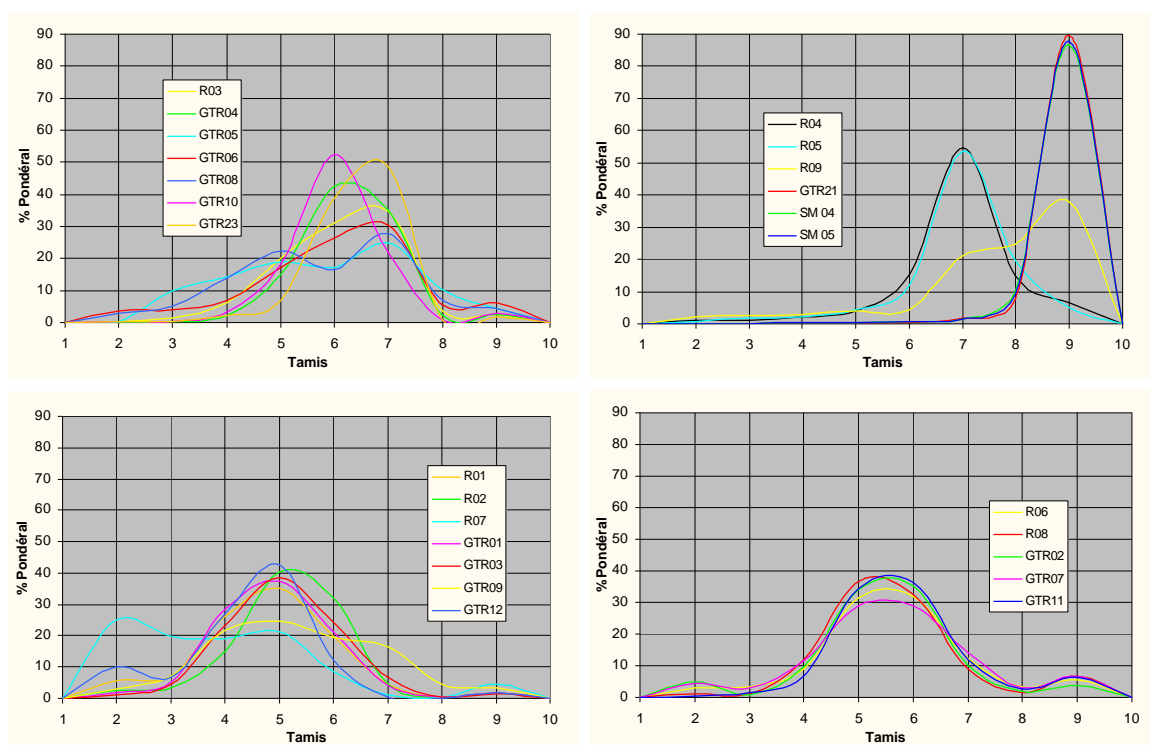 % Pondéral
90
80
70
60
50
40
30
20
10
0
R03
GTR04
GTR05
GTR06
GTR08
GTR10
GTR23
1 2 3 4 5 6 7 8 9 10
Tamis
% Pondéral
90
80
70
60
50
40
30
20
10
0
R04
R05
R09
GTR21
SM 04
SM 05
1 2 3 4 5 6 7 8 9 10
Tamis
% Pondéral
90
80
70
60
50
40
30
20
10
0
R01
R02
R07
GTR01
GTR03
GTR09
GTR12
1 2 3 4 5 6 7 8 9 10
Tamis
% Pondéral
90
80
70
60
50
40
30
20
10
0
R06
R08
GTR02
GTR07
GTR11
1 2 3 4 5 6 7 8 9 10
Tamis